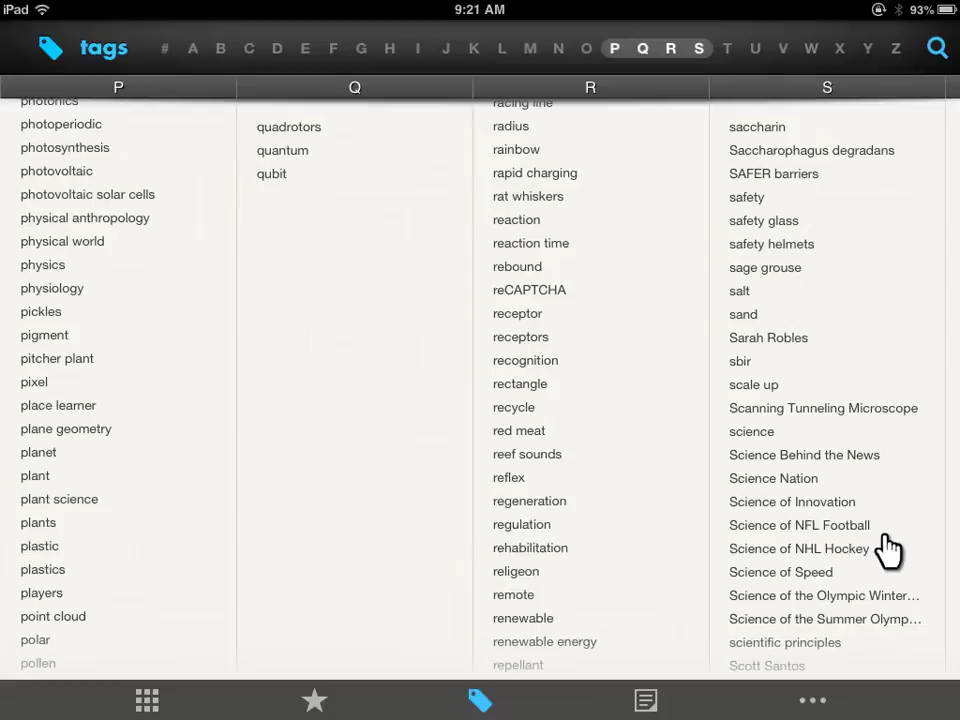 iPad 9:21 AM 93%
tags # A B C D E F G H I J K L M N O P Q R S T U V W X Y Z
P
photonics
photoperiodic
photosynthesis
photovoltaic
photovoltaic solar cells
physical anthropology
physical world
physics
physiology
pickles
pigment
pitcher plant
pixel
place learner
plane geometry
planet
plant
plant science
plants
plastic
plastics
players
point cloud
polar
pollen
Q
quadrotors
quantum
qubit
R
racing line
radius
rainbow
rapid charging
rat whiskers
reaction
reaction time
rebound
reCAPTCHA
receptor
receptors
recognition
rectangle
recycle
red meat
reef sounds
reflex
regeneration
regulation
rehabilitation
religeon
remote
renewable
renewable energy
repellant
S
saccharin
Saccharophagus degradans
SAFER barriers
safety
safety glass
safety helmets
sage grouse
salt
sand
Sarah Robles
sbir
scale up
Scanning Tunneling Microscope
science
Science Behind the News
Science Nation
Science of Innovation
Science of NFL Football
Science of NHL Hockey
Science of Speed
Science of the Olympic Winter...
Science of the Summer Olymp...
scientific principles
Scott Santos